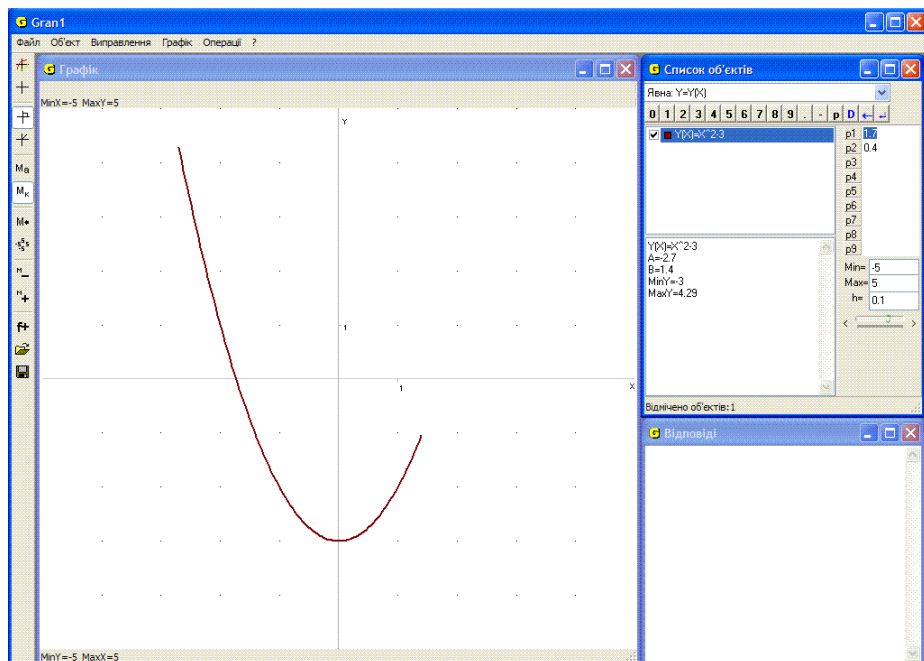 Gran1
Файл Об'єкт Виправлення Графік Операції ?
Графік
MinX=-5 MaxY=5
Y
1
1
X
MinY=-5 MaxX=5
Список об'єктів
Явна: Y=Y(X)
0 1 2 3 4 5 6 7 8 9 . - p D
Y(X)=X^2-3
p1 1.7
p2 0.4
p3
p4
p5
p6
p7
p8
p9
Y(X)=X^2-3
A=-2.7
B=1.4
MinY=-3
MaxY=4.29
Min= -5
Max= 5
h= 0.1
Відмічено об'єктів:1
Відповіді